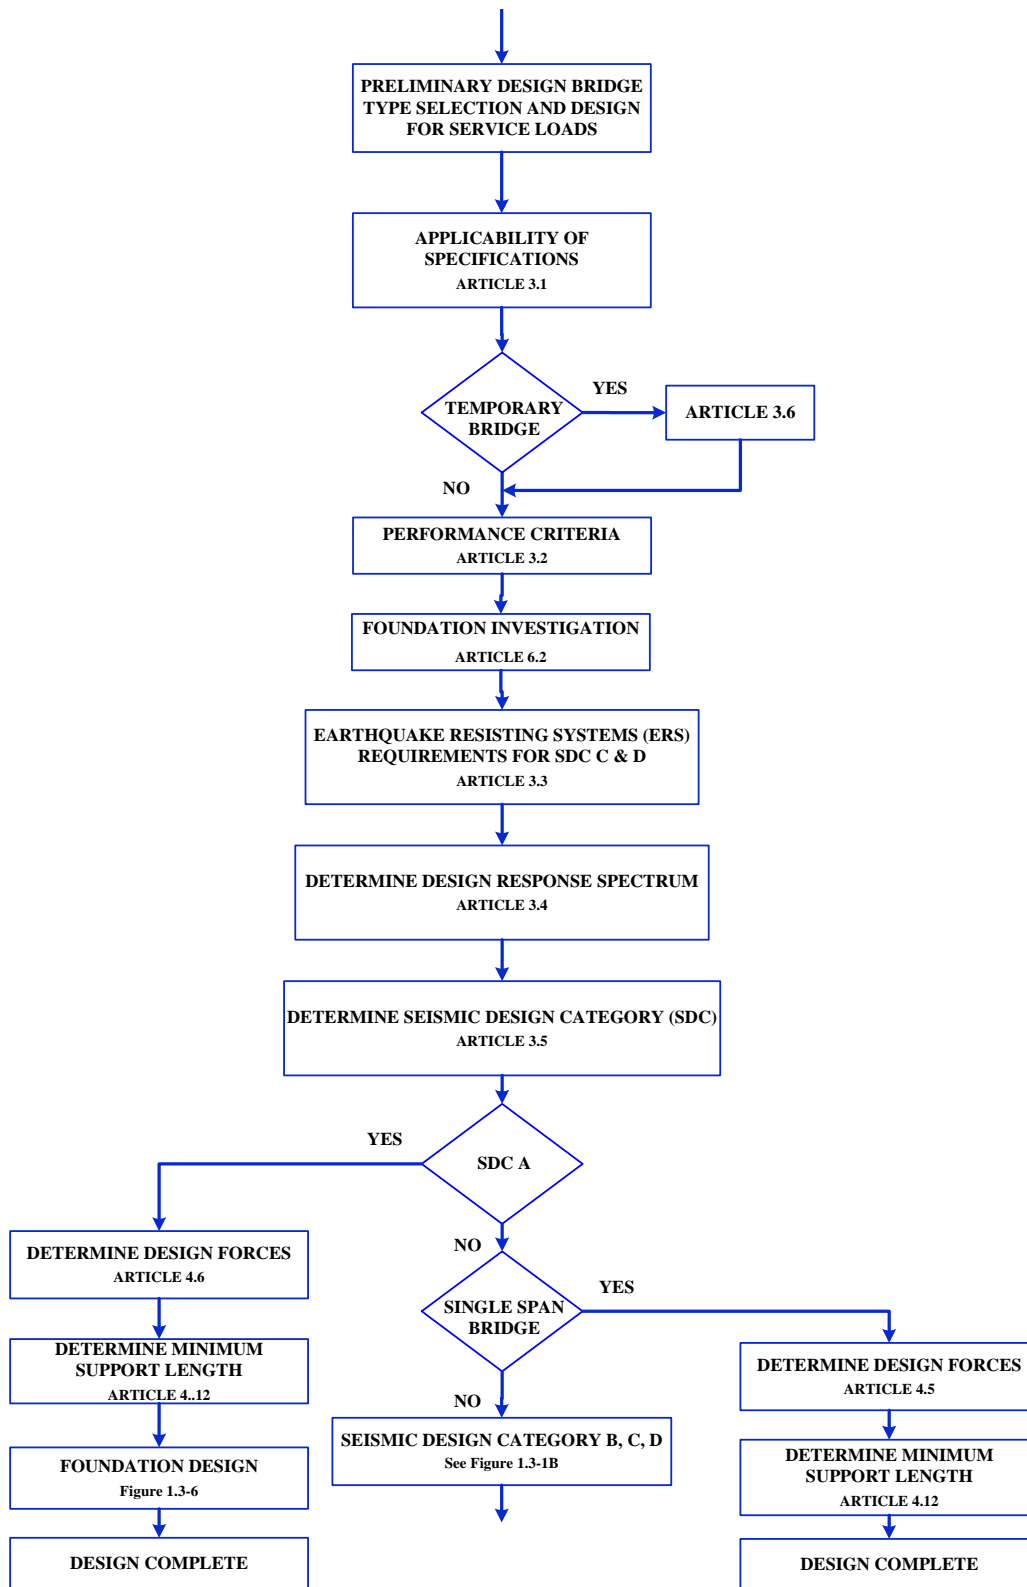 PRELIMINARY DESIGN BRIDGE
TYPE SELECTION AND DESIGN
FOR SERVICE LOADS
APPLICABILITY OF
SPECIFICATIONS
ARTICLE 3.1
TEMPORARY
BRIDGE
YES
ARTICLE 3.6
NO
PERFORMANCE CRITERIA
ARTICLE 3.2
FOUNDATION INVESTIGATION
ARTICLE 6.2
EARTHQUAKE RESISTING SYSTEMS (ERS)
REQUIREMENTS FOR SDC C & D
ARTICLE 3.3
DETERMINE DESIGN RESPONSE SPECTRUM
ARTICLE 3.4
DETERMINE SEISMIC DESIGN CATEGORY (SDC)
ARTICLE 3.5
YES
SDC A
NO
DETERMINE DESIGN FORCES
ARTICLE 4.6
DETERMINE MINIMUM
SUPPORT LENGTH
ARTICLE 4..12
FOUNDATION DESIGN
Figure 1.3-6
DESIGN COMPLETE
SINGLE SPAN
BRIDGE
YES
NO
SEISMIC DESIGN CATEGORY B, C, D
See Figure 1.3-1B
DETERMINE DESIGN FORCES
ARTICLE 4.5
DETERMINE MINIMUM
SUPPORT LENGTH
ARTICLE 4.12
DESIGN COMPLETE